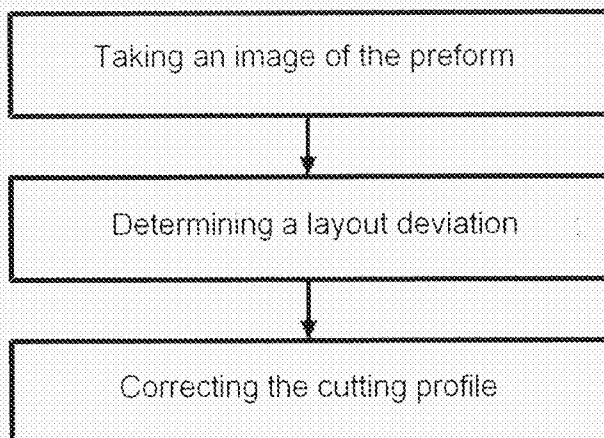 Taking an image of the preform
Determining a layout deviation
Correcting the cutting profile